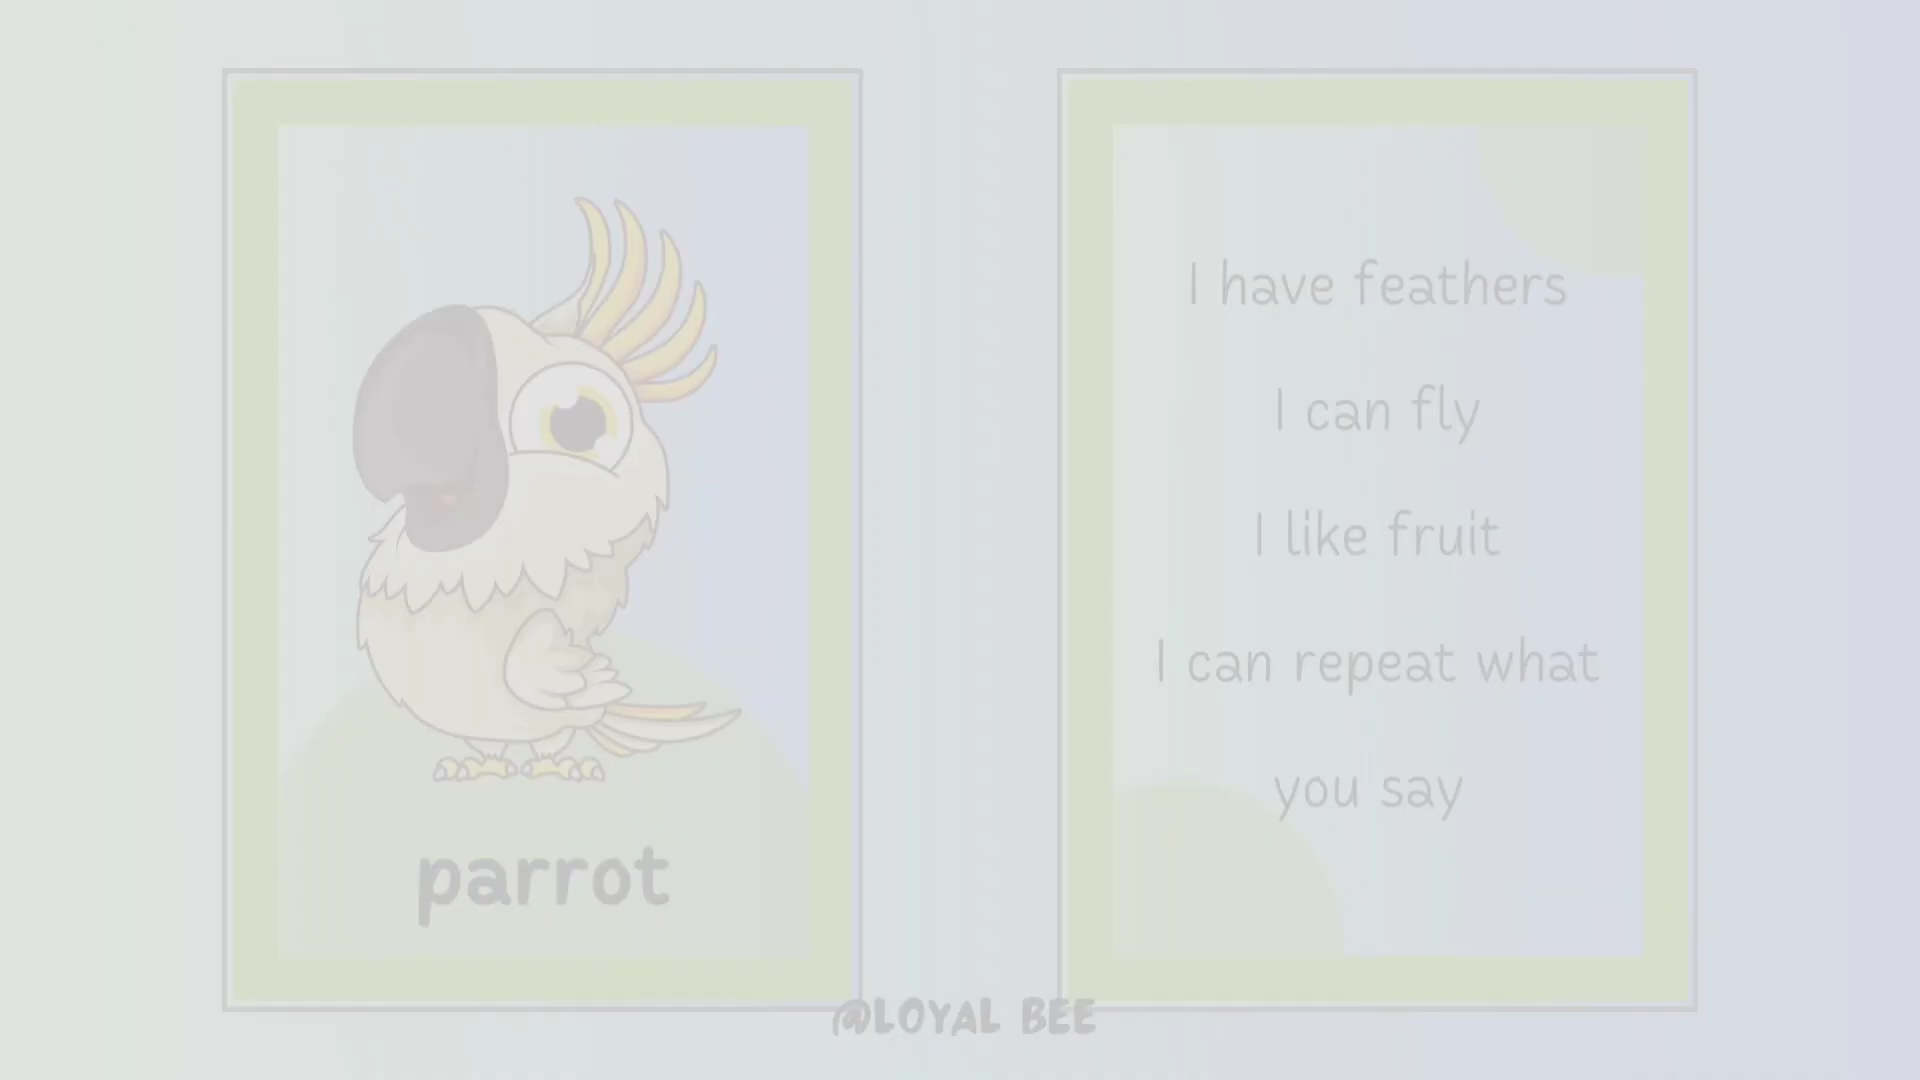 parrot
I have feathers
I can fly
I like fruit
I can repeat what
you say
@LOYAL BEE